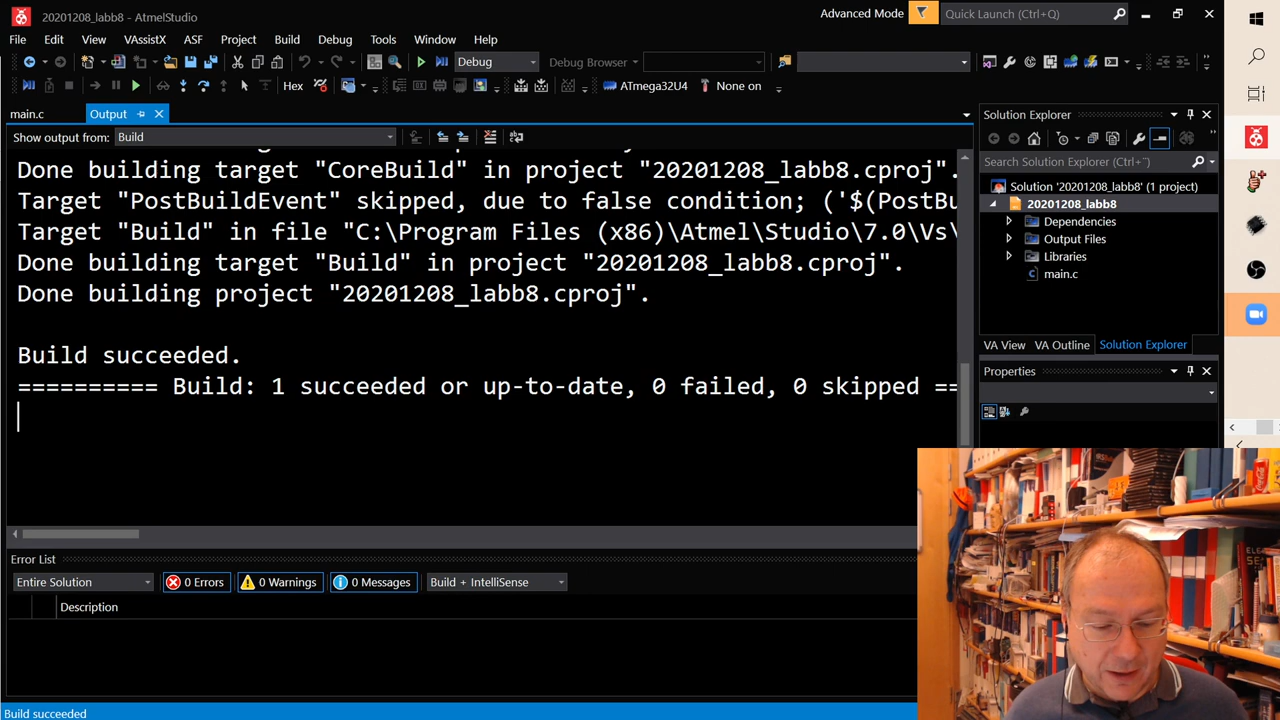 20201208_labb8 - AtmelStudio
Advanced Mode
Quick Launch (Ctrl+Q)
File Edit View VAssistX ASF Project Build Debug Tools Window Help
Debug
Debug Browser
Hex
ATmega32U4
None on
main.c
Output
Show output from: Build
Done building target "CoreBuild" in project "20201208_labb8.cproj".
Target "PostBuildEvent" skipped, due to false condition; ('$(PostBu
Target "Build" in file "C:\Program Files (x86)\Atmel\Studio\7.0\Vs\
Done building target "Build" in project "20201208_labb8.cproj".
Done building project "20201208_labb8.cproj".
Build succeeded.
========== Build: 1 succeeded or up-to-date, 0 failed, 0 skipped ==
Solution Explorer
Search Solution Explorer (Ctrl+¨)
Solution '20201208_labb8' (1 project)
20201208_labb8
Dependencies
Output Files
Libraries
main.c
VA View VA Outline Solution Explorer
Properties
Error List
Entire Solution
0 Errors
0 Warnings
0 Messages
Build + IntelliSense
Description
Build succeeded